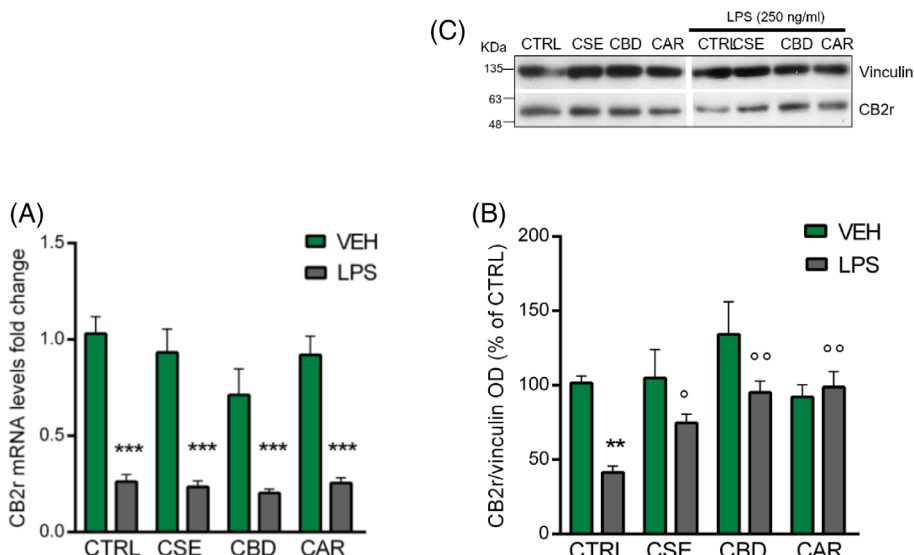 (C)
LPS (250 ng/ml)
KDa CTRL CSE CBD CAR CTRL CSE CBD CAR
135 Vinculin
63 CB2r
48
(A)
CB2r mRNA levels fold change
1.5
1.0
0.5
0.0
VEH
LPS
*** *** *** ***
CTRL CSE CBD CAR
(B)
CB2r/vinculin OD (% of CTRL)
200
150
100
50
0
VEH
LPS
** ° °° °°
CTRL CSE CBD CAR